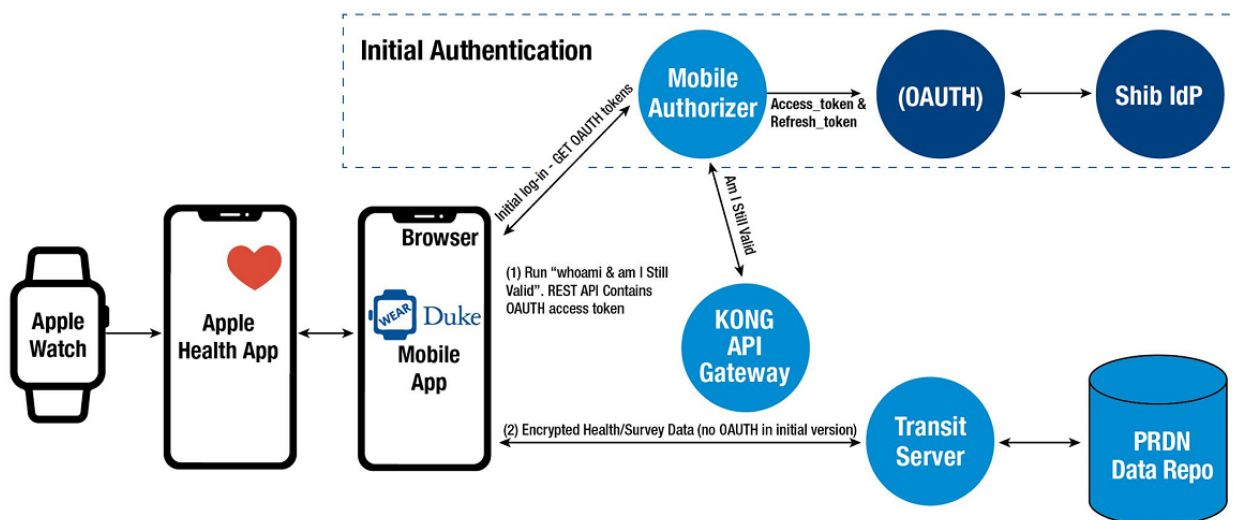 Initial Authentication
Mobile
Authorizer
Access_token &
Refresh_token
(OAUTH)
Shib IdP
Initial log-in - GET OAUTH tokens
Am I Still Valid
Apple
Watch
Apple
Health App
Browser
WEAR Duke
Mobile
App
(1) Run “whoami & am I Still
Valid”. REST API Contains
OAUTH access token
KONG
API
Gateway
(2) Encrypted Health/Survey Data (no OAUTH in initial version)
Transit
Server
PRDN
Data Repo